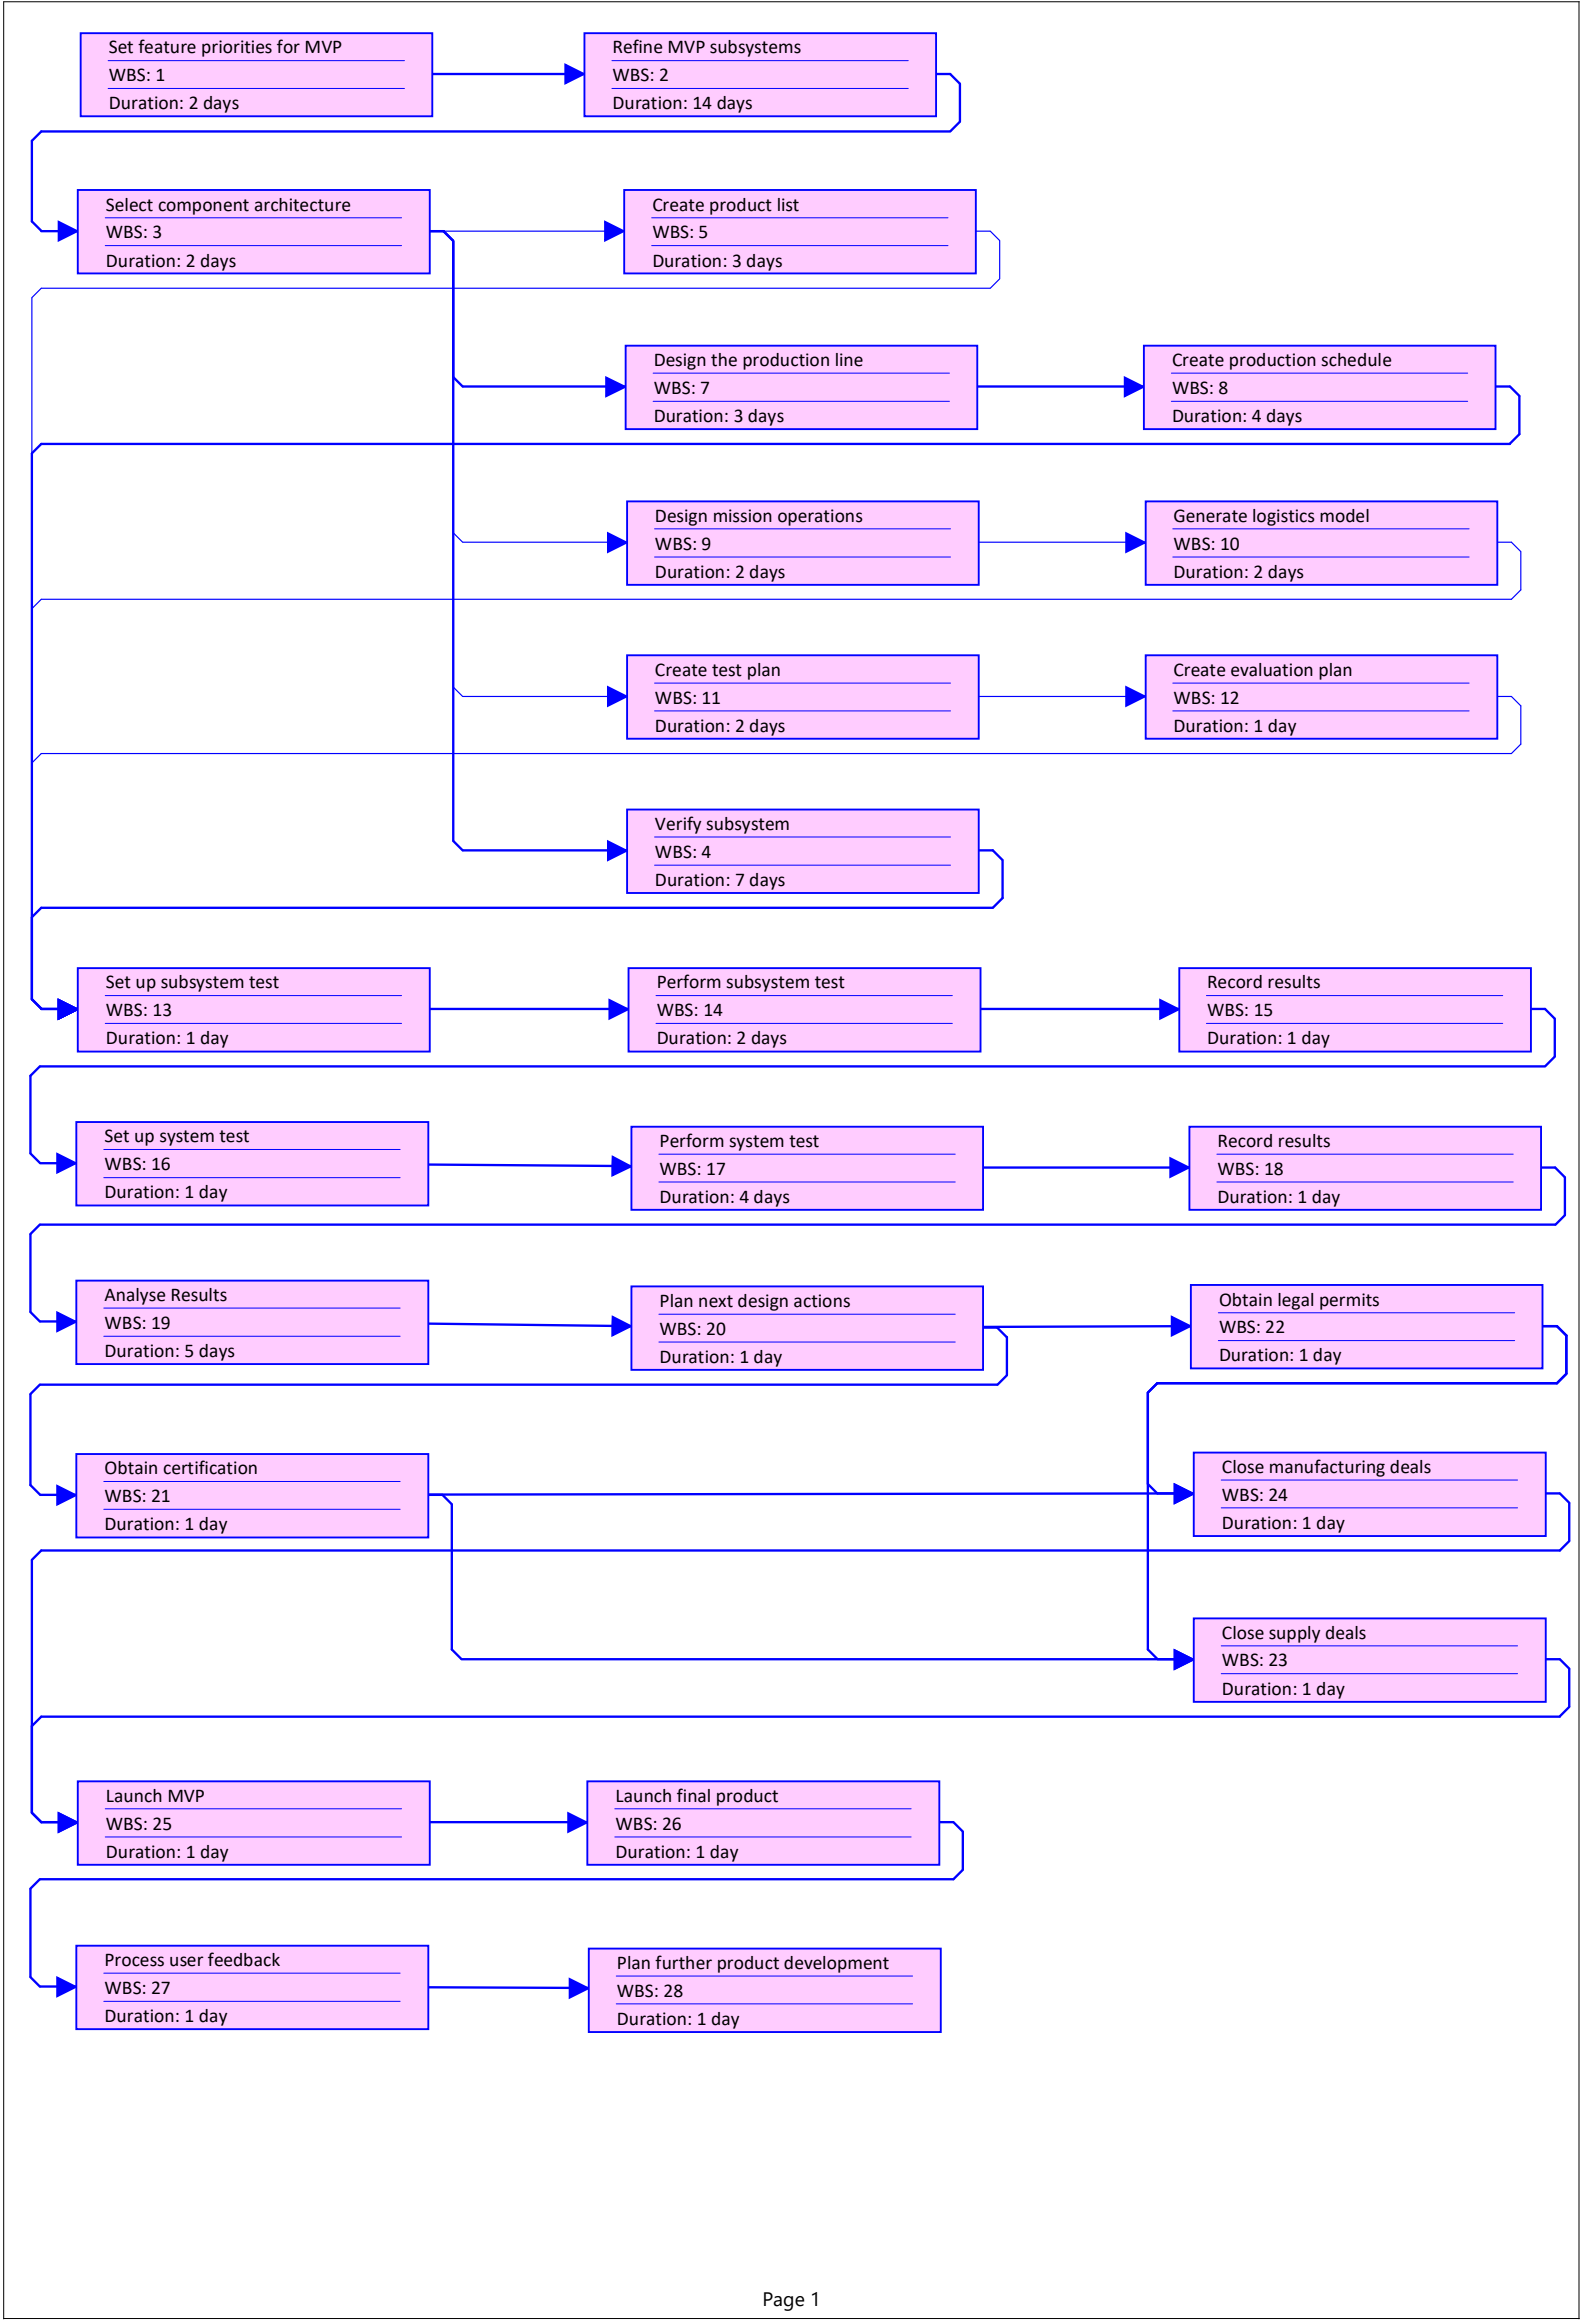 Set feature priorities for MVP
WBS: 1
Duration: 2 days
Refine MVP subsystems
WBS: 2
Duration: 14 days
Select component architecture
WBS: 3
Duration: 2 days
Create product list
WBS: 5
Duration: 3 days
Design the production line
WBS: 7
Duration: 3 days
Create production schedule
WBS: 8
Duration: 4 days
Design mission operations
WBS: 9
Duration: 2 days
Generate logistics model
WBS: 10
Duration: 2 days
Create test plan
WBS: 11
Duration: 2 days
Create evaluation plan
WBS: 12
Duration: 1 day
Verify subsystem
WBS: 4
Duration: 7 days
Set up subsystem test
WBS: 13
Duration: 1 day
Perform subsystem test
WBS: 14
Duration: 2 days
Record results
WBS: 15
Duration: 1 day
Set up system test
WBS: 16
Duration: 1 day
Perform system test
WBS: 17
Duration: 4 days
Record results
WBS: 18
Duration: 1 day
Analyse Results
WBS: 19
Duration: 5 days
Plan next design actions
WBS: 20
Duration: 1 day
Obtain legal permits
WBS: 22
Duration: 1 day
Obtain certification
WBS: 21
Duration: 1 day
Close manufacturing deals
WBS: 24
Duration: 1 day
Close supply deals
WBS: 23
Duration: 1 day
Launch MVP
WBS: 25
Duration: 1 day
Launch final product
WBS: 26
Duration: 1 day
Process user feedback
WBS: 27
Duration: 1 day
Plan further product development
WBS: 28
Duration: 1 day
Page 1